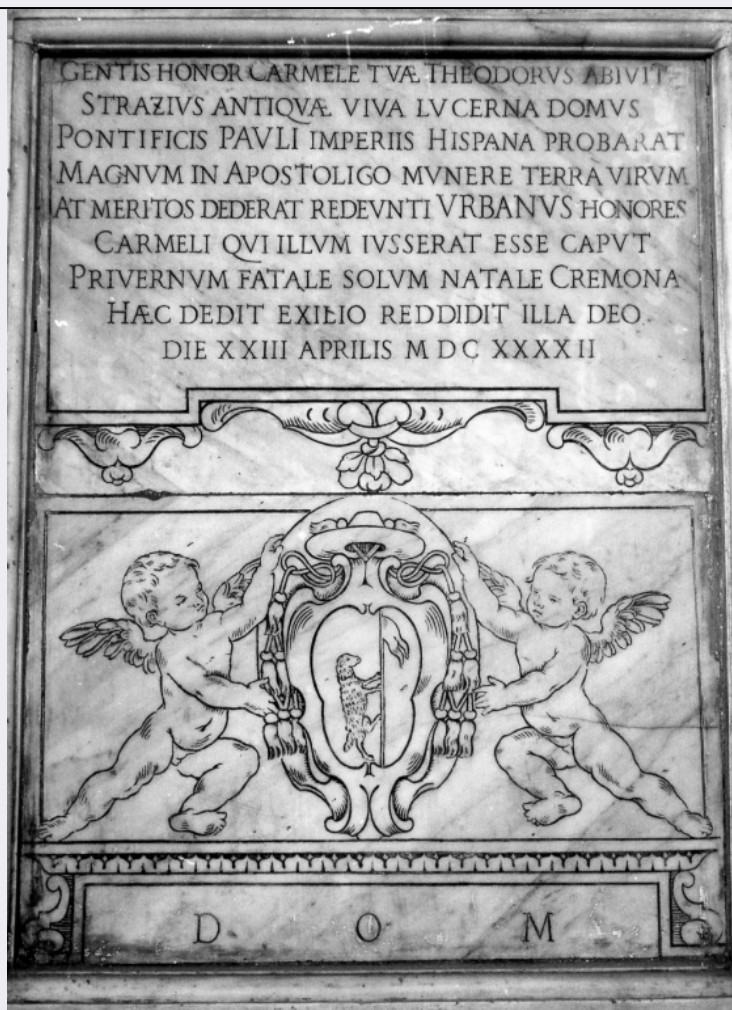 GENTIS HONOR CARMELE TVÆ THEODORVS ABIVIT
STRAZIVS ANTIQVÆ VIVA LVCERNA DOMVS
PONTIFICIS PAVLI IMPERIIS HISPANA PROBARAT
MAGNVM IN APOSTOLIGO MVNERE TERRA VIRVM
AT MERITOS DEDERAT REDEVNTI VRBANVS HONORES
CARMELI QVI ILLVM IVSSERAT ESSE CAPVT
PRIVERNVM FATALE SOLVM NATALE CREMONA
HÆC DEDIT EXILIO REDDIDIT ILLA DEO
DIE XXIII APRILIS M D C XXXXII
D O M